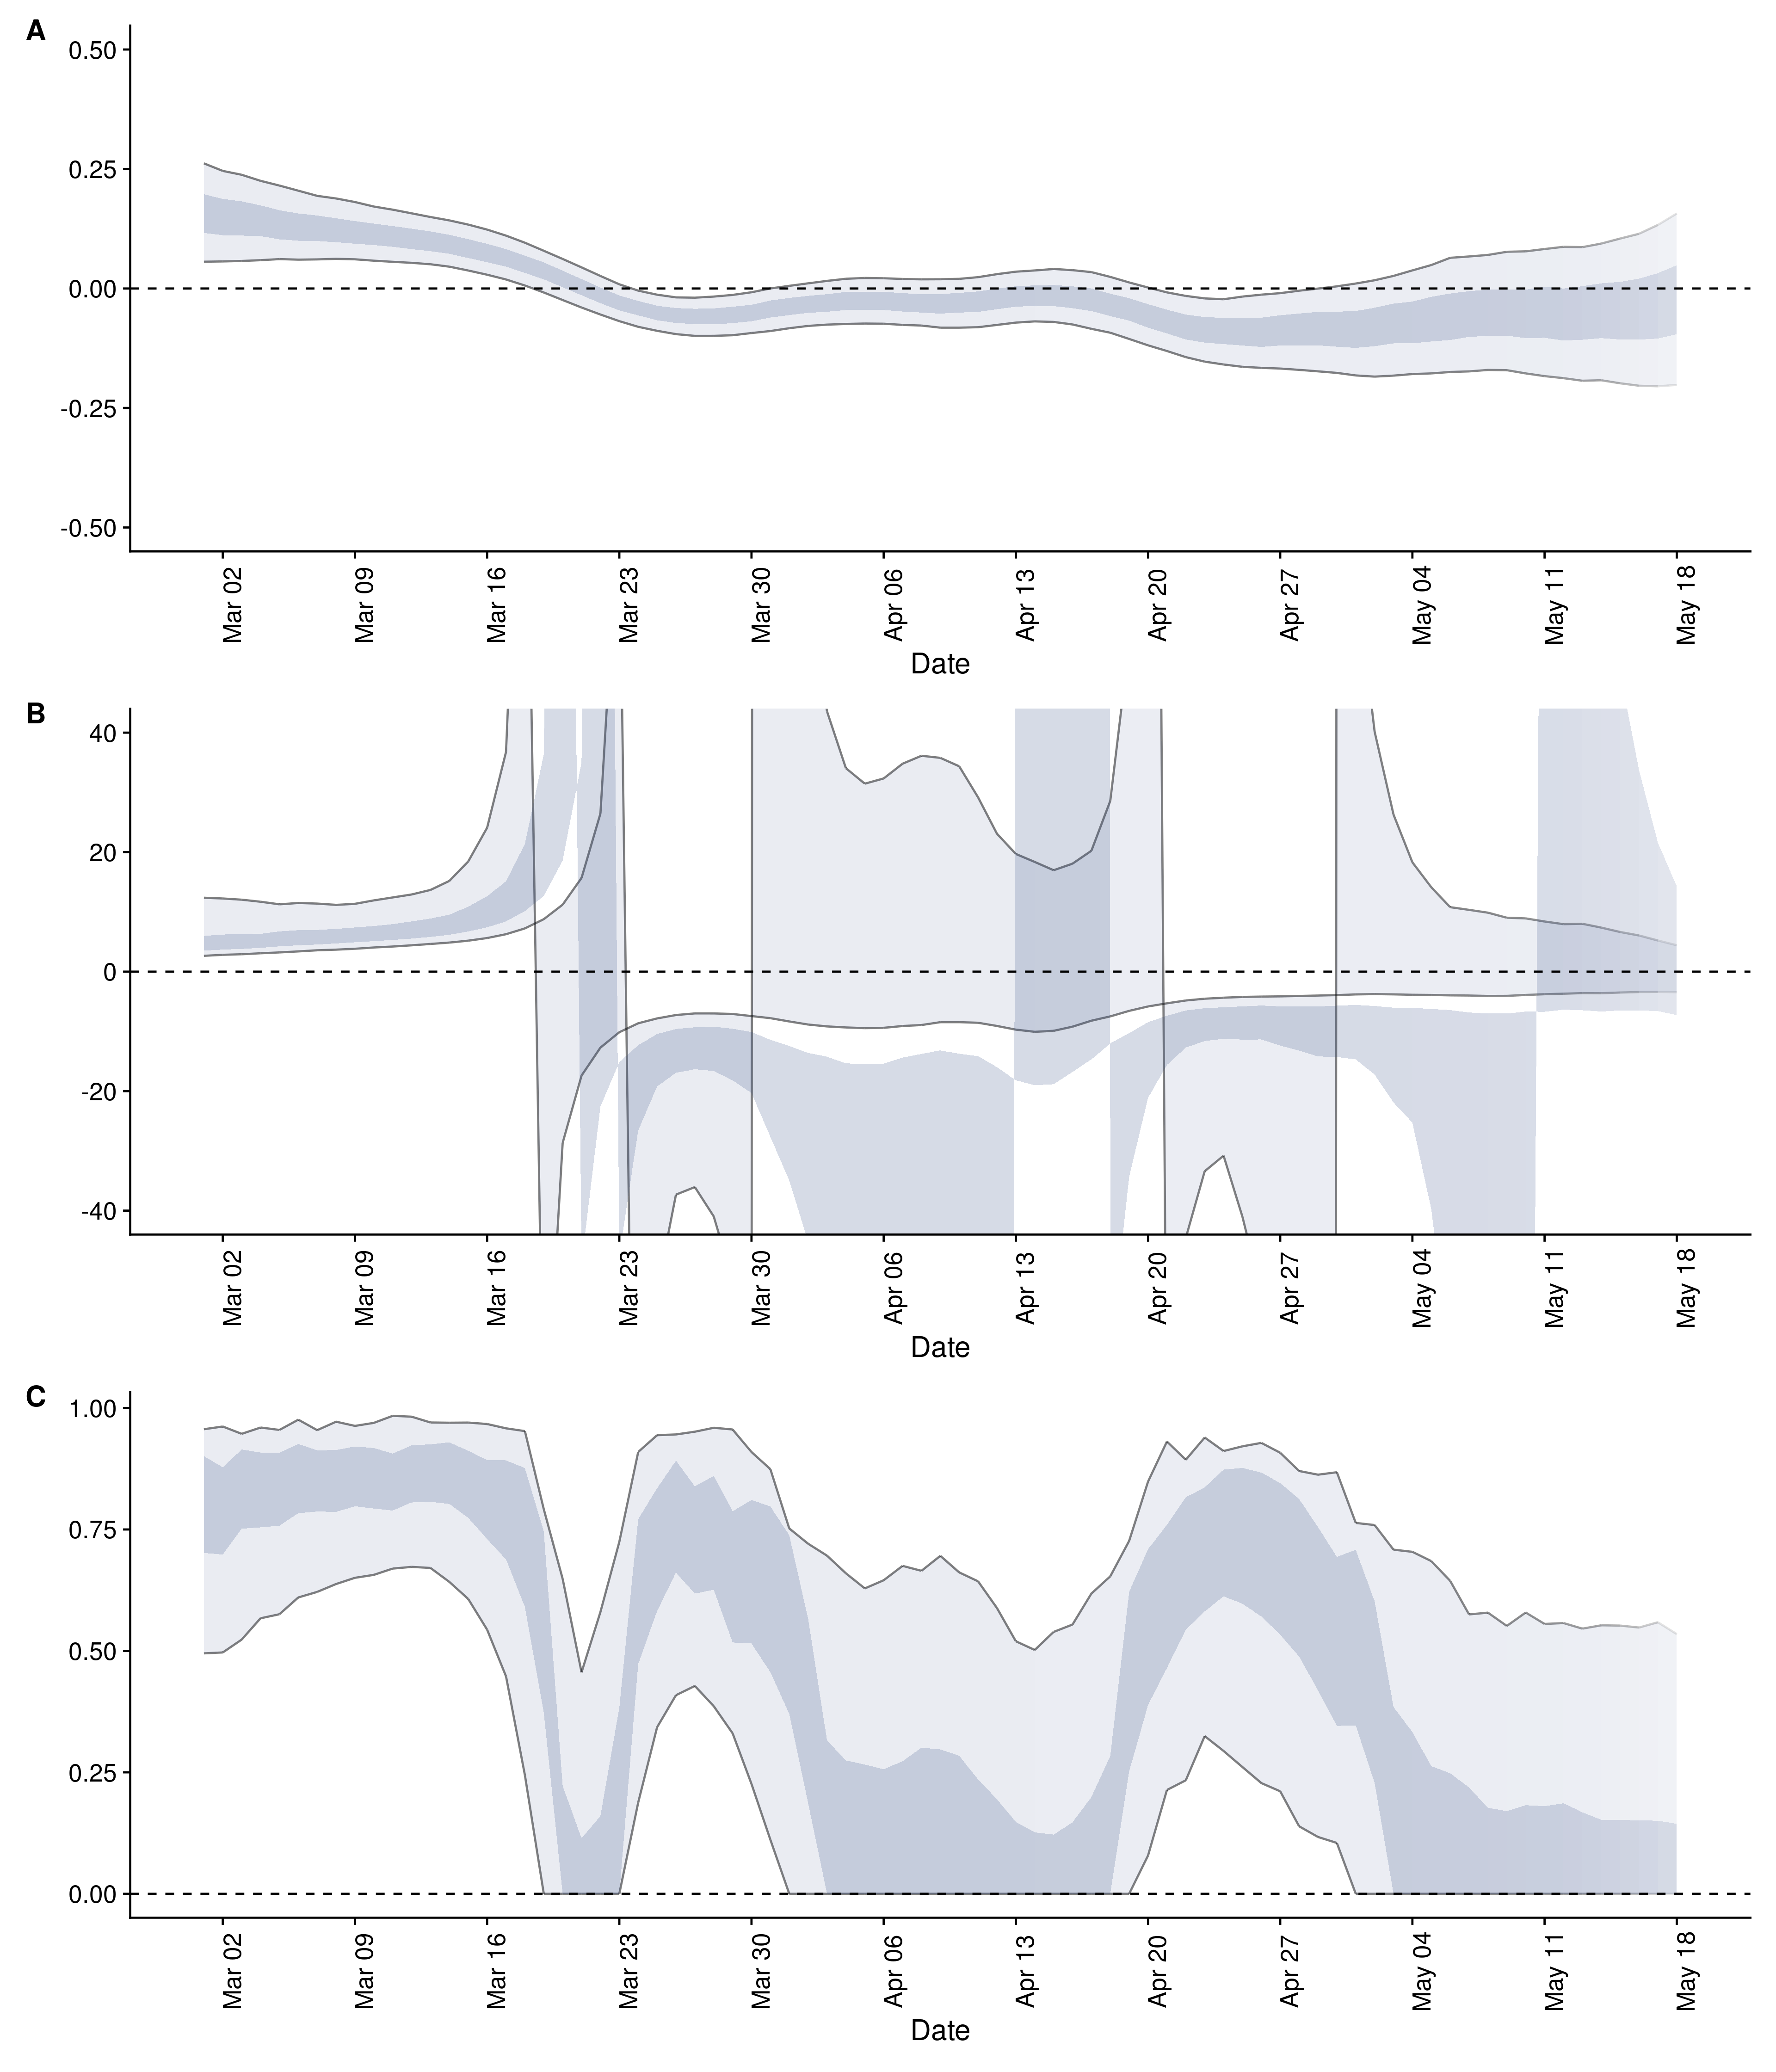 A
0.50
0.25
0.00
-0.25
-0.50
Mar 02
Mar 09
Mar 16
Mar 23
Mar 30
Apr 06
Apr 13
Apr 20
Apr 27
May 04
May 11
May 18
Date
B
40
20
0
-20
-40
Mar 02
Mar 09
Mar 16
Mar 23
Mar 30
Apr 06
Apr 13
Apr 20
Apr 27
May 04
May 11
May 18
Date
C
1.00
0.75
0.50
0.25
0.00
Mar 02
Mar 09
Mar 16
Mar 23
Mar 30
Apr 06
Apr 13
Apr 20
Apr 27
May 04
May 11
May 18
Date